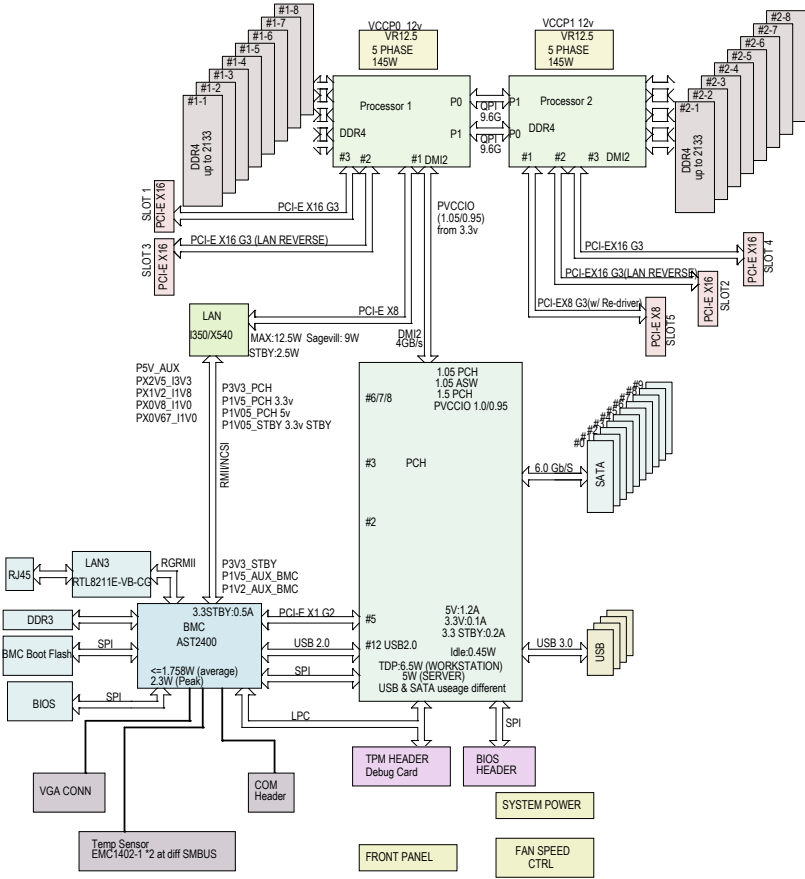 VCCP0 12v
VR12.5
5 PHASE
145W
VCCP1 12v
VR12.5
5 PHASE
145W
#1-8
#1-7
#1-6
#1-5
#1-4
#1-3
#1-2
#1-1
DDR4
up to 2133
#2-8
#2-7
#2-6
#2-5
#2-4
#2-3
#2-2
#2-1
DDR4
up to 2133
Processor 1
P0
P1
DDR4
#3 #2 #1 DMI2
QPI
9.6G
QPI
9.6G
Processor 2
P1
P0
DDR4
#1 #2 #3 DMI2
SLOT 1
PCI-E X16
PCI-E X16 G3
SLOT 3
PCI-E X16
PCI-E X16 G3 (LAN REVERSE)
PVCCIO
(1.05/0.95)
from 3.3v
PCI-EX16 G3
PCI-E X16
SLOT 4
PCI-EX16 G3(LAN REVERSE)
PCI-E X16
SLOT2
PCI-EX8 G3(w/ Re-driver)
PCI-E X8
SLOT5
LAN
I350/X540
PCI-E X8
MAX:12.5W Sagevill: 9W
STBY:2.5W
DMI2
4GB/s
P5V_AUX
PX2V5_I3V3
PX1V2_I1V8
PX0V8_I1V0
PX0V67_I1V0
P3V3_PCH
P1V5_PCH 3.3v
P1V05_PCH 5v
P1V05_STBY 3.3v STBY
RMII/NCSI
1.05 PCH
1.05 ASW
1.5 PCH
PVCCIO 1.0/0.95
#6/7/8
#3
PCH
#2
#5
#12 USB2.0
5V:1.2A
3.3V:0.1A
3.3 STBY:0.2A
Idle:0.45W
TDP:6.5W (WORKSTATION)
5W (SERVER)
USB & SATA useage different
6.0 Gb/S
#9
#8
#7
#6
#5
#4
#3
#2
#1
#0
SATA
USB 3.0
USB
RJ45
LAN3
RTL8211E-VB-CG
RGRMII
P3V3_STBY
P1V5_AUX_BMC
P1V2_AUX_BMC
DDR3
BMC Boot Flash
SPI
BIOS
SPI
3.3STBY:0.5A
BMC
AST2400
<=1.758W (average)
2.3W (Peak)
PCI-E X1 G2
USB 2.0
SPI
LPC
SPI
TPM HEADER
Debug Card
BIOS
HEADER
VGA CONN
COM
Header
Temp Sensor
EMC1402-1 *2 at diff SMBUS
SYSTEM POWER
FRONT PANEL
FAN SPEED
CTRL